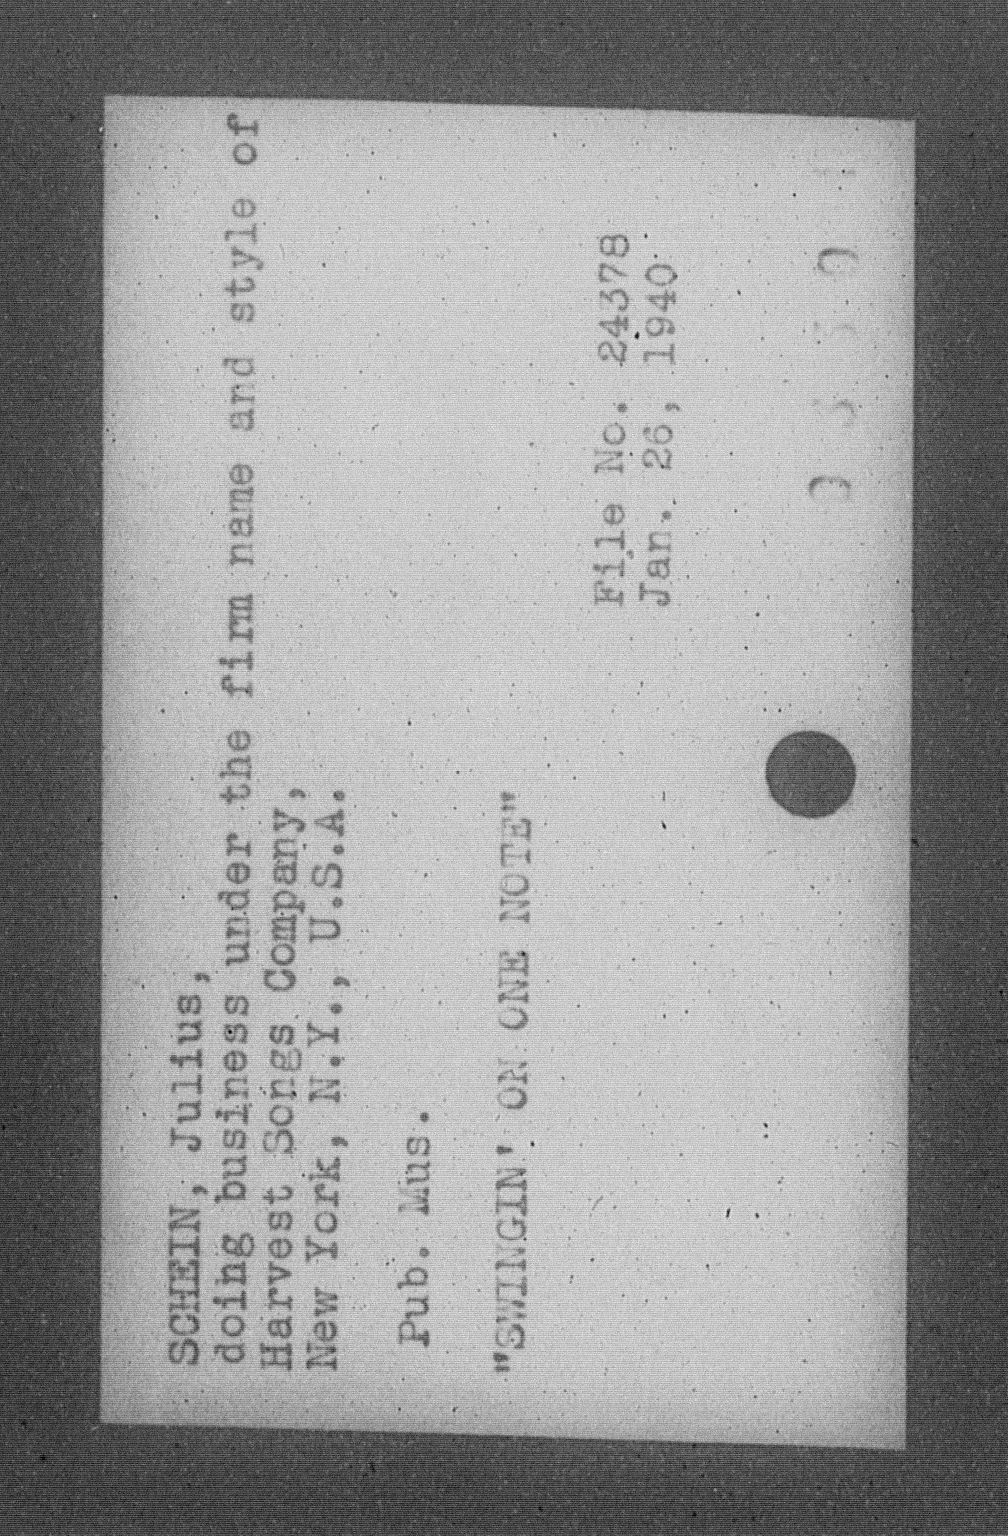 SCHEIN, Julius,
doing business under the firm name and style of
Harvest Songs Company,
New York, N.Y., U.S.A.
Pub. Mus.
"SWINGIN' ON ONE NOTE"
File No. 24378
Jan. 26, 1940